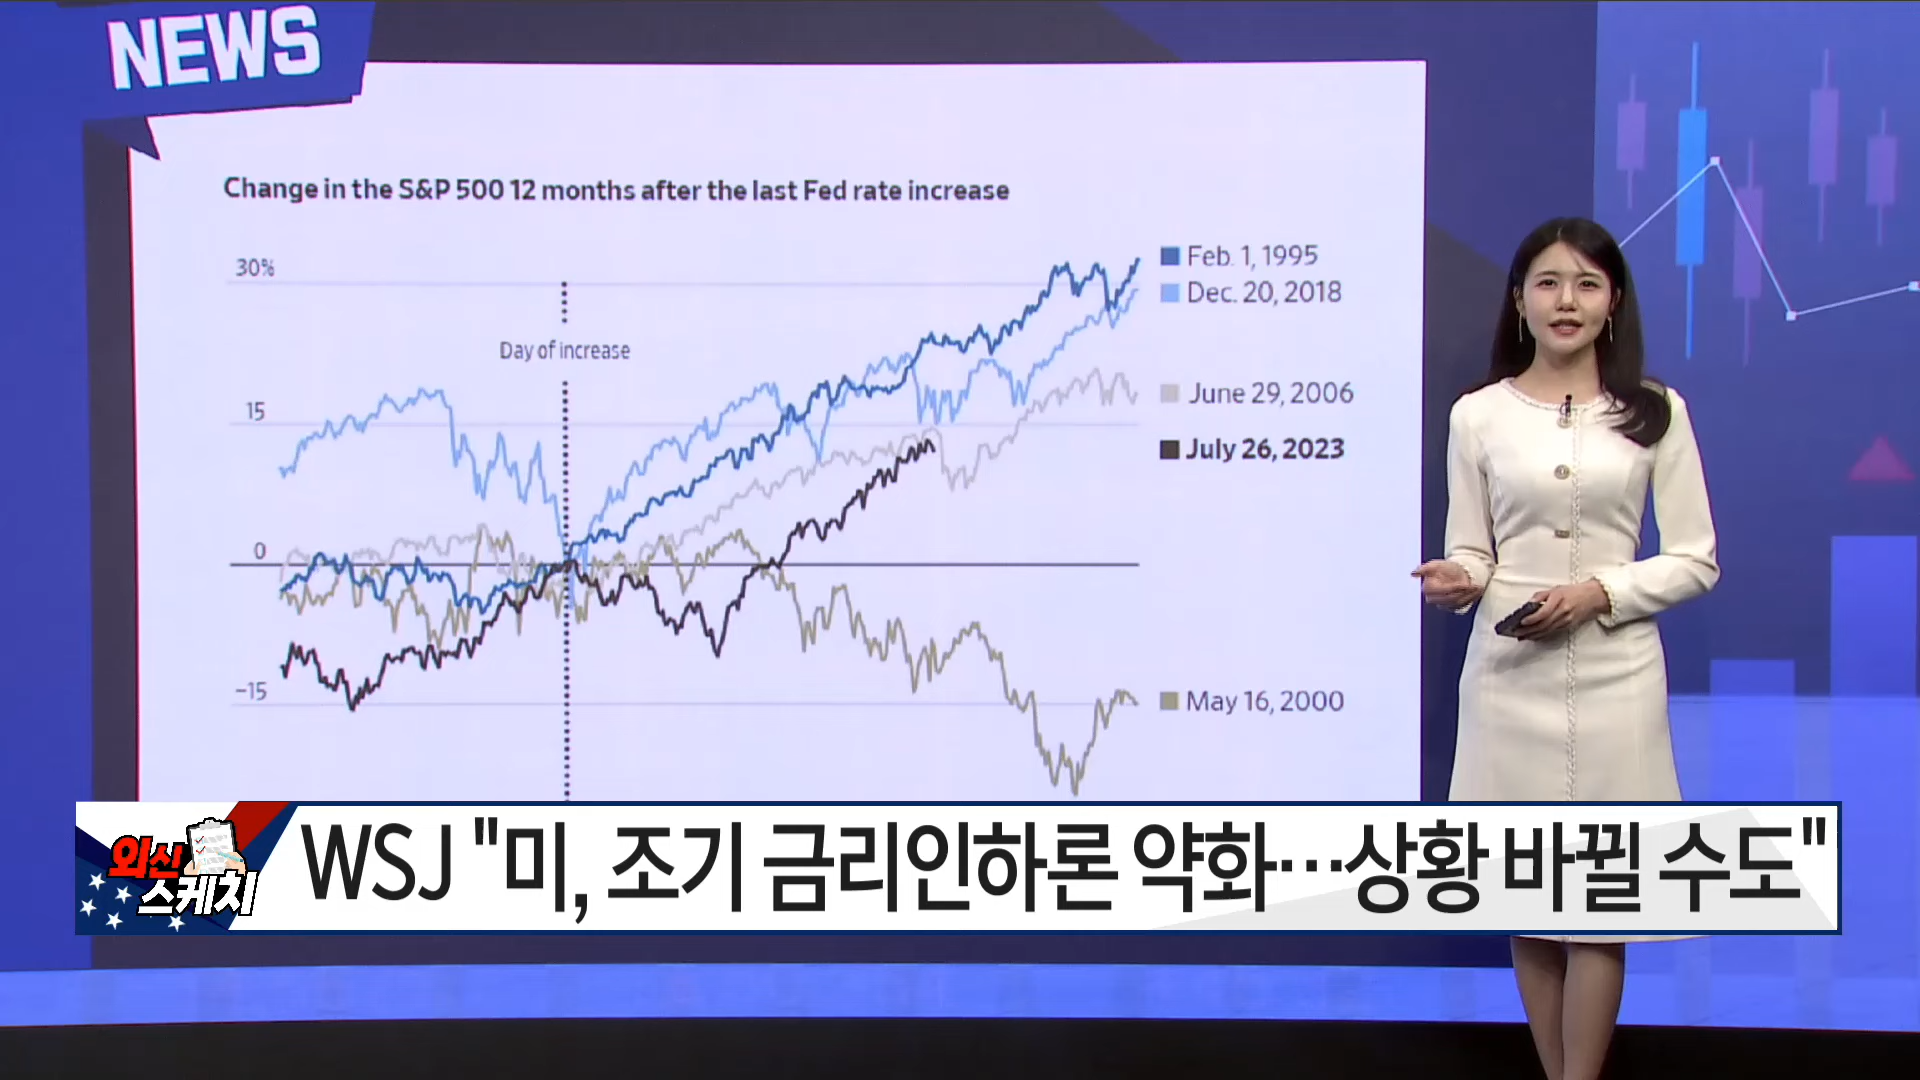 NEWS
Change in the S&P 500 12 months after the last Fed rate increase
30%
Feb. 1, 1995
Dec. 20, 2018
Day of increase
June 29, 2006
15
July 26, 2023
0
-15
May 16, 2000
외신
스케치
WSJ "미, 조기 금리인하론 약화…상황 바뀔 수도"